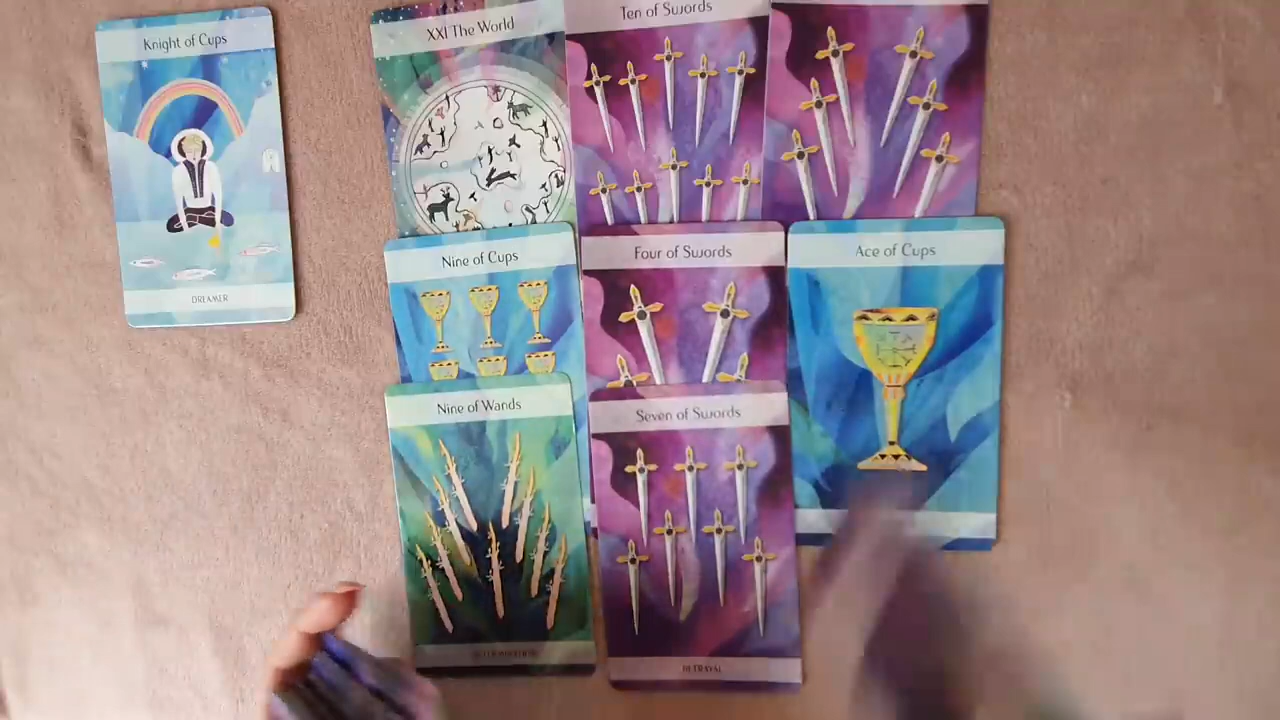 Knight of Cups
DREAMER
XXI The World
Ten of Swords
Nine of Cups
Four of Swords
Ace of Cups
Nine of Wands
Seven of Swords
BETRAYAL